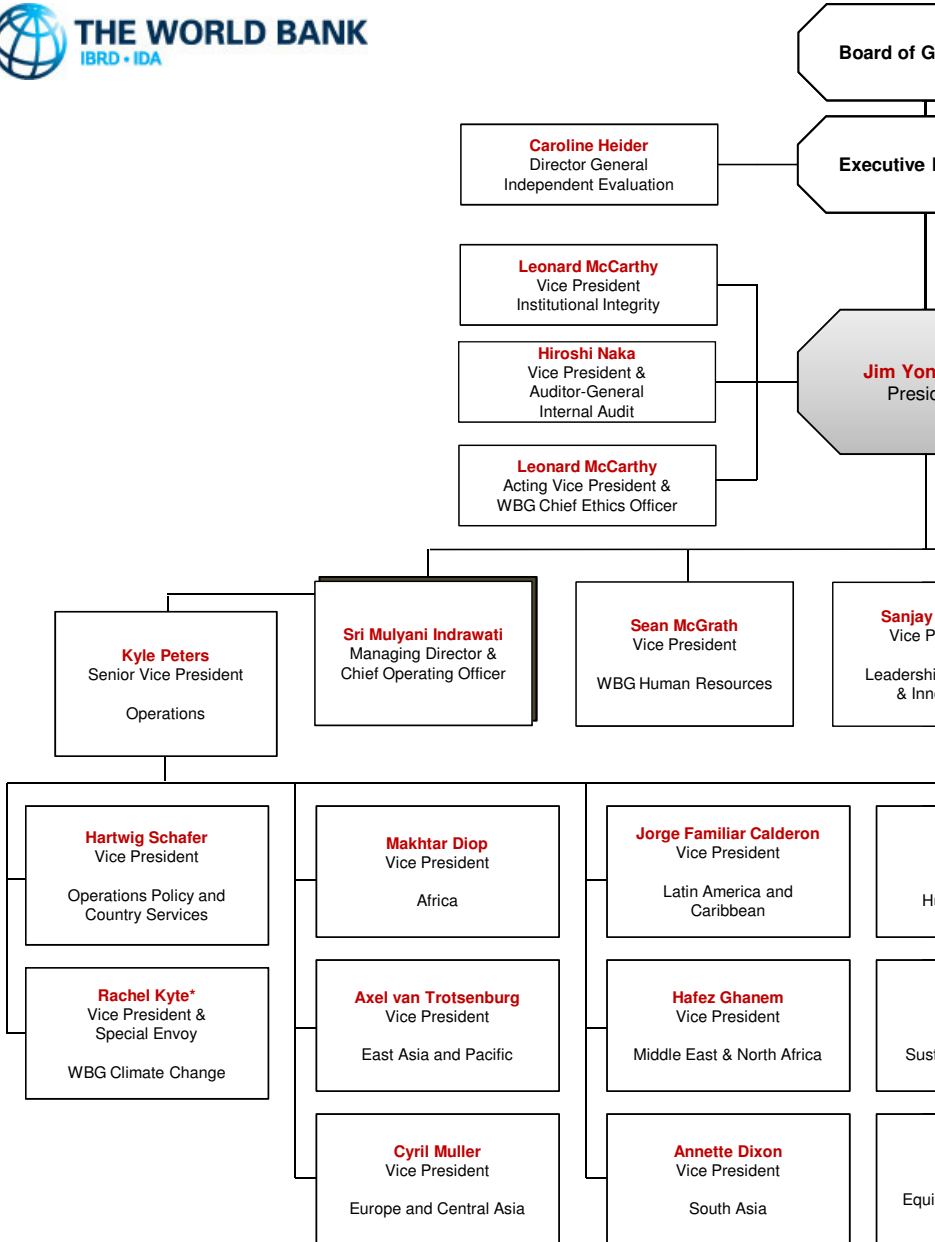 THE WORLD BANK
IBRD • IDA
Board of
Caroline Heider
Director General
Independent Evaluation
Executive
Leonard McCarthy
Vice President
Institutional Integrity
Hiroshi Naka
Vice President &
Auditor-General
Internal Audit
Jim
Leonard McCarthy
Acting Vice President &
WBG Chief Ethics Officer
Kyle Peters
Senior Vice President
Operations
Sri Mulyani Indrawati
Managing Director &
Chief Operating Officer
Sean McGrath
Vice President
WBG Human Resources
Sanjay
Vice
&
Hartwig Schafer
Vice President
Operations Policy and
Country Services
Makhtar Diop
Vice President
Africa
Jorge Familiar Calderon
Vice President
Latin America and
Caribbean
Rachel Kyte*
Vice President &
Special Envoy
WBG Climate Change
Axel van Trotsenburg
Vice President
East Asia and Pacific
Hafez Ghanem
Vice President
Middle East & North Africa
Cyril Muller
Vice President
Europe and Central Asia
Annette Dixon
Vice President
South Asia